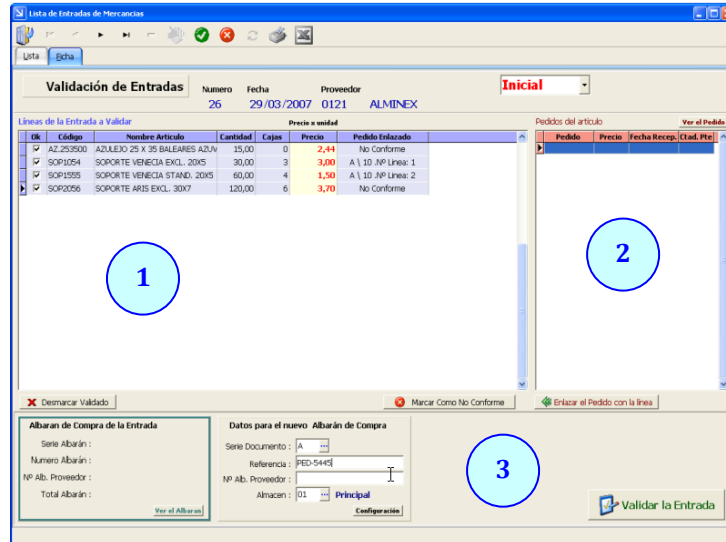 Lista de Entradas de Mercancias
Lista Ficha
Validación de Entradas
Numero Fecha Proveedor
26 29/03/2007 0121 ALMINEX
Inicial
Líneas de la Entrada a Validar
Precio x unidad
Ok Código Nombre Articulo Cantidad Cajas Precio Pedido Enlazado
AZ.253500 AZULEJO 25 X 35 BALEARES AZUV 15,00 0 2,44 No Conforme
SOP1054 SOPORTE VENECIA EXCL. 20X5 30,00 3 3,00 A \ 10 .Nº Linea: 1
SOP1555 SOPORTE VENECIA STAND. 20X5 60,00 4 1,50 A \ 10 .Nº Linea: 2
SOP2056 SOPORTE ARIS EXCL. 30X7 120,00 6 3,70 No Conforme
1
Desmarcar Validado
Marcar Como No Conforme
Pedidos del artículo
Ver el Pedido
Pedido Precio Fecha Recep. Ctad. Pte
2
Enlazar el Pedido con la linea
Albaran de Compra de la Entrada
Serie Albarán :
Numero Albarán :
Nº Alb. Proveedor :
Total Albarán :
Ver el Albaran
Datos para el nuevo Albarán de Compra
Serie Documento : A ...
Referencia : PED-5445
Nº Alb. Proveedor :
Almacen : 01 ... Principal
Configuración
3
Validar la Entrada